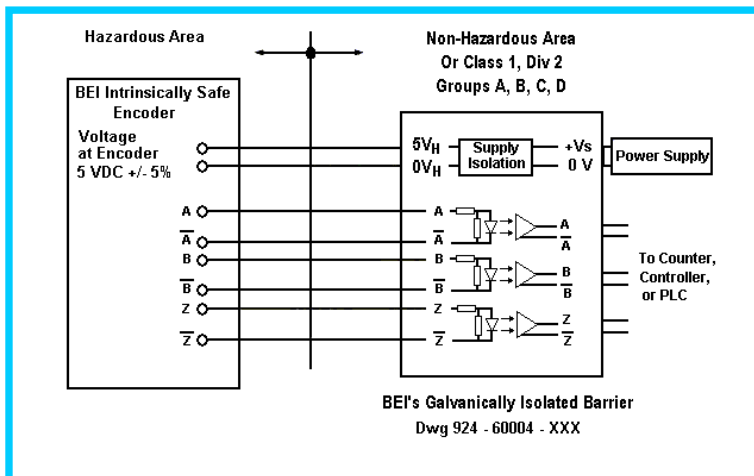 Hazardous Area
Non-Hazardous Area
Or Class 1, Div 2
Groups A, B, C, D
BEI Intrinsically Safe
Encoder
Voltage
at Encoder
5 VDC +/- 5%
5VH
0VH
Supply
Isolation
+Vs
0 V
Power Supply
A
A̅
B
B̅
Z
Z̅
A
A̅
B
B̅
Z
Z̅
A
A̅
B
B̅
Z
Z̅
To Counter,
Controller,
or PLC
BEI's Galvanically Isolated Barrier
Dwg 924 - 60004 - XXX